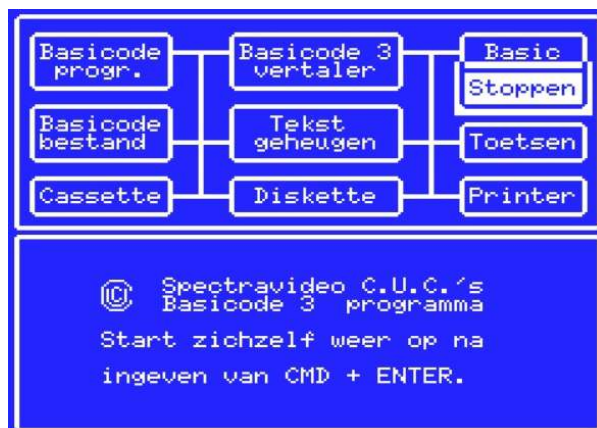 Basicode
progr.
Basicode 3
vertaler
Basic
Stoppen
Basicode
bestand
Tekst
geheugen
Toetsen
Cassette
Diskette
Printer
© Spectravideo C.U.C.'s
Basicode 3 programma
Start zichzelf weer op na
ingeven van CMD + ENTER.